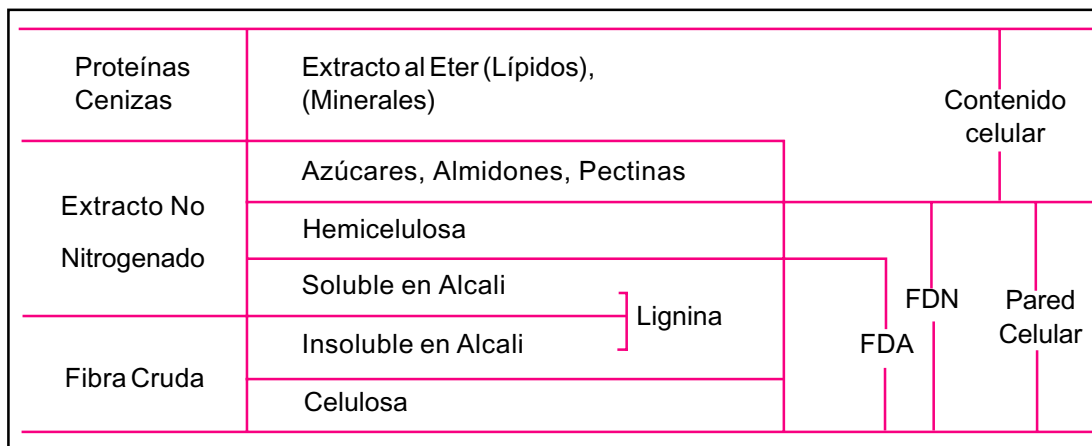 Proteínas
Cenizas
Extracto al Eter (Lípidos),
(Minerales)
Contenido
celular
Azúcares, Almidones, Pectinas
Extracto No
Nitrogenado
Hemicelulosa
Soluble en Alcali
Lignina
Insoluble en Alcali
Fibra Cruda
Celulosa
FDA
FDN
Pared
Celular